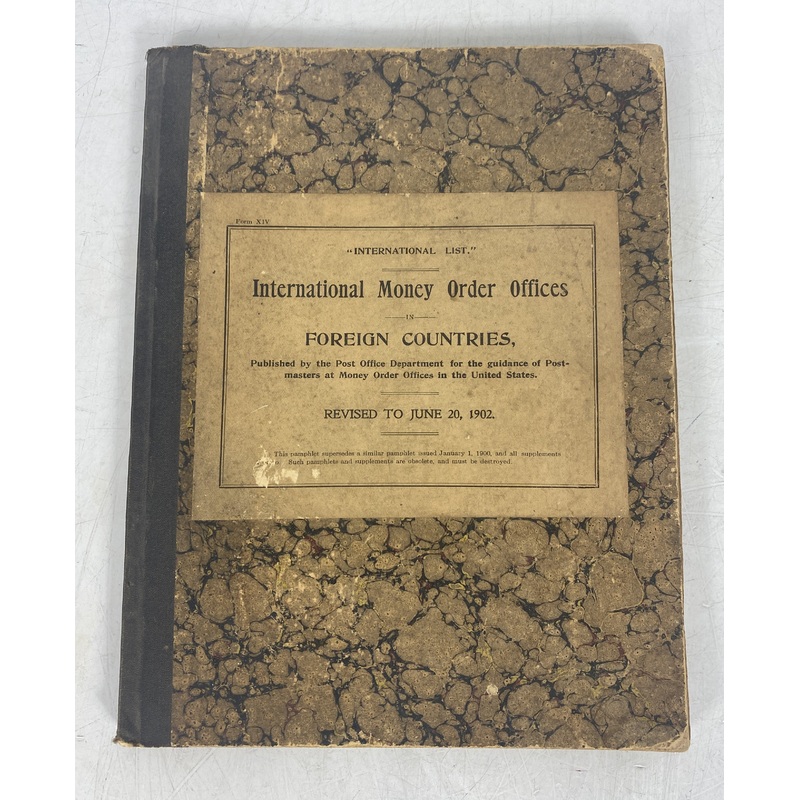 Form XIV
"INTERNATIONAL LIST."
International Money Order Offices
IN
FOREIGN COUNTRIES,
Published by the Post Office Department for the guidance of Post-
masters at Money Order Offices in the United States.
REVISED TO JUNE 20, 1902.
This pamphlet supersedes a similar pamphlet issued January 1, 1900, and all supplements
Such pamphlets and supplements are obsolete, and must be destroyed.